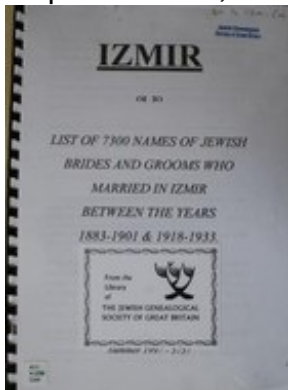 IZMIR
LIST OF 7300 NAMES OF JEWISH
BRIDES AND GROOMS WHO
MARRIED IN IZMIR
BETWEEN THE YEARS
1883-1901 & 1918-1933.
From the
Library
of
THE JEWISH GENEALOGICAL
SOCIETY OF GREAT BRITAIN